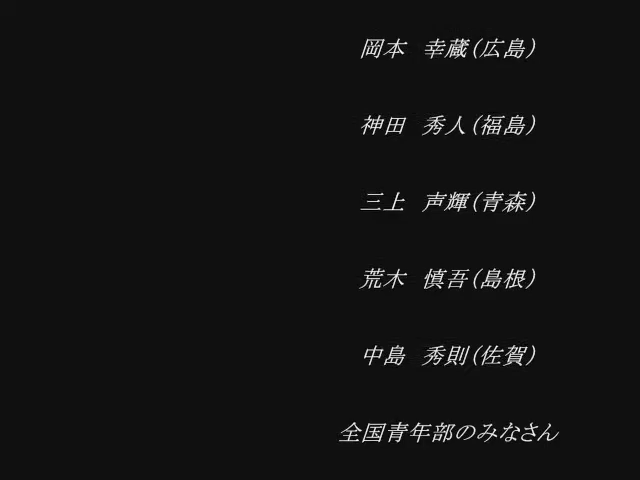 岡本　幸蔵（広島）
神田　秀人（福島）
三上　声輝（青森）
荒木　慎吾（島根）
中島　秀則（佐賀）
全国青年部のみなさん